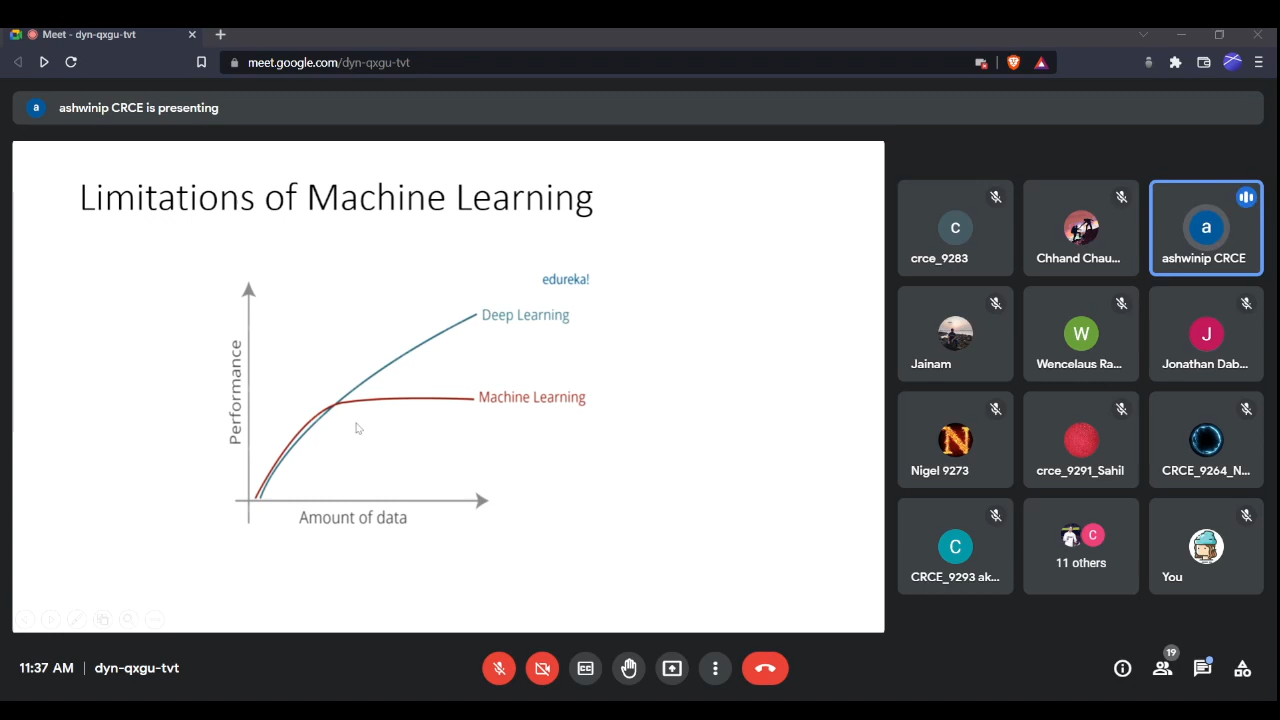 Meet - dyn-qxgu-tvt
meet.google.com/dyn-qxgu-tvt
a ashwinip CRCE is presenting
Limitations of Machine Learning
edureka!
Deep Learning
Machine Learning
Performance
Amount of data
c
crce_9283
Chhand Chau...
a
ashwinip CRCE
Jainam
W
Wencelaus Ra...
J
Jonathan Dab...
N
Nigel 9273
crce_9291_Sahil
CRCE_9264_N...
C
CRCE_9293 ak...
C
11 others
You
11:37 AM | dyn-qxgu-tvt
19